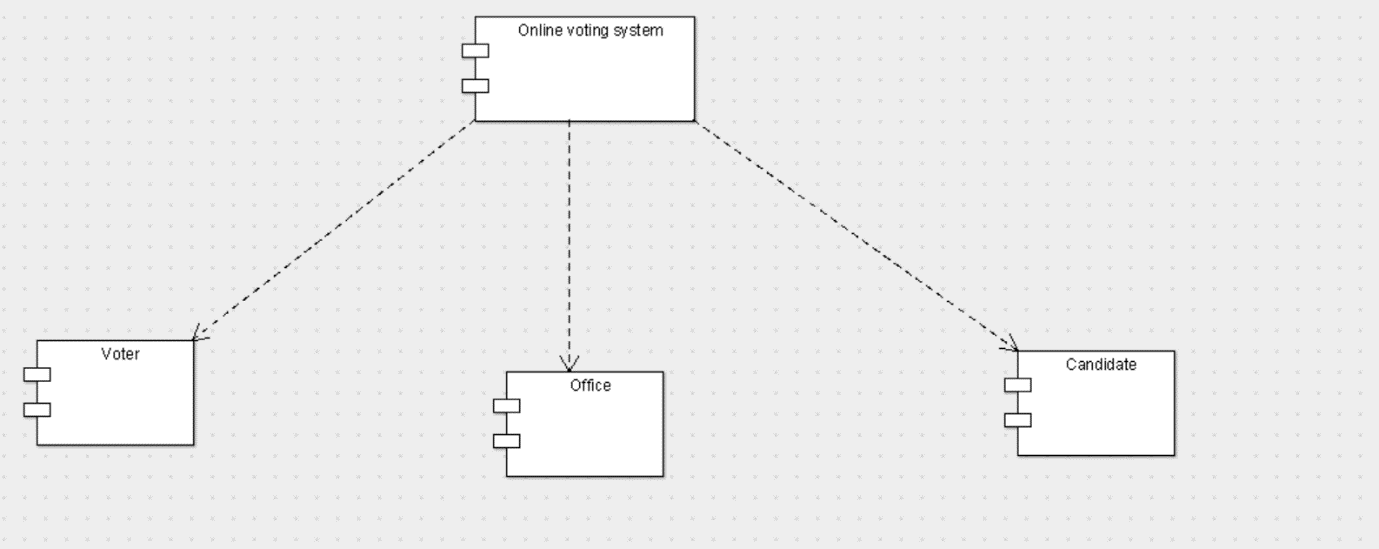 Online voting system
Voter
Office
Candidate